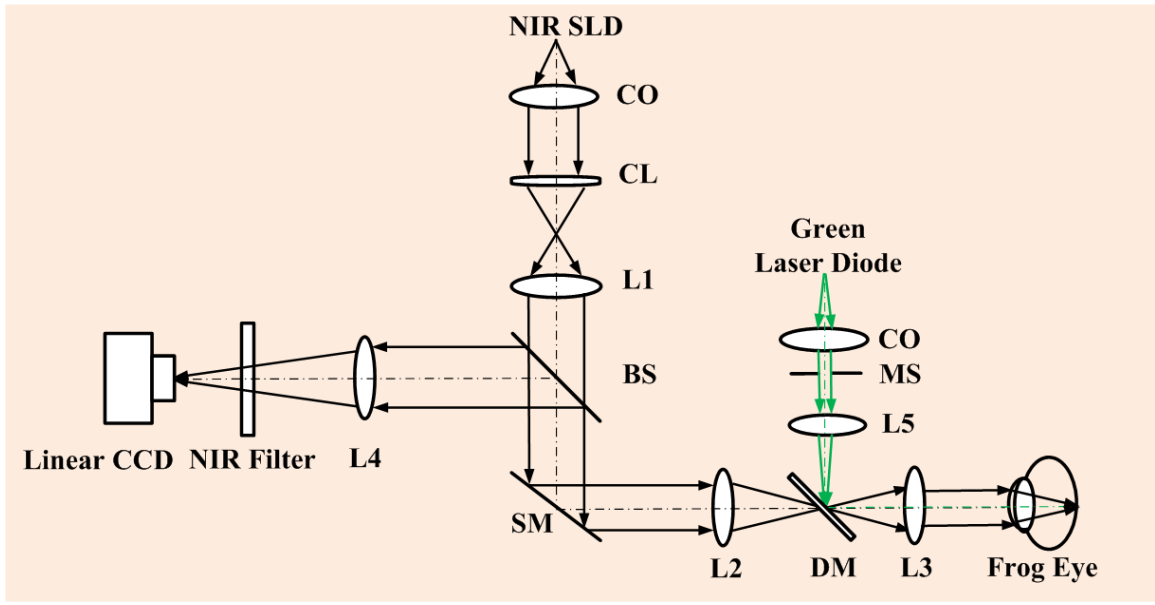 NIR SLD
CO
CL
L1
Green
Laser Diode
CO
MS
BS
L5
Linear CCD
NIR Filter
L4
SM
L2
DM
L3
Frog Eye